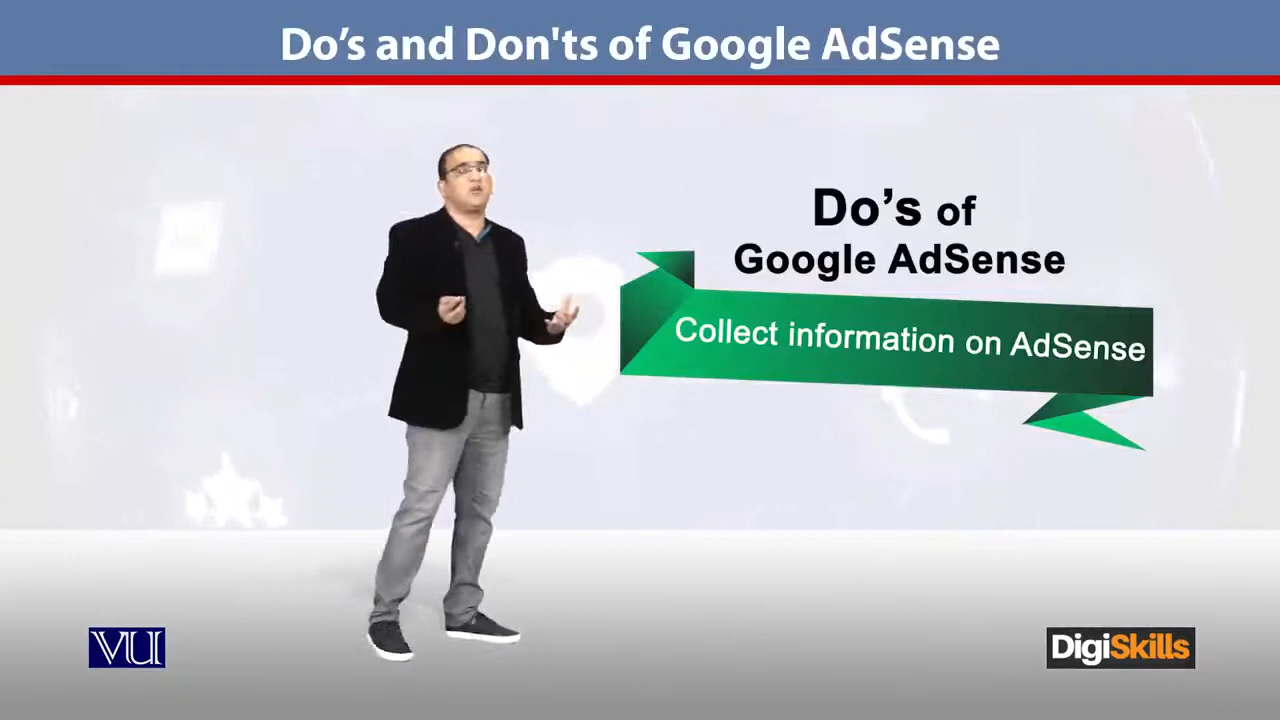 Do’s and Don'ts of Google AdSense
Do’s of
Google AdSense
Collect information on AdSense
VU
DigiSkills